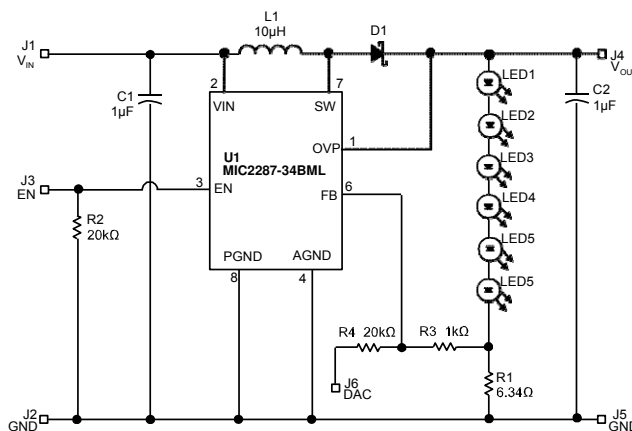 L1
10µH
D1
J1
VIN
J4
VOU
2
7
VIN
SW
C1
1µF
LED1
C2
1µF
LED2
OVP
1
U1
MIC2287-34BML
LED3
J3
EN
3
EN
6
FB
LED4
R2
20kΩ
LED5
PGND
AGND
8
4
LED5
R4 20kΩ
R3 1kΩ
J6
DAC
R1
6.34Ω
J2
GND
J5
GND